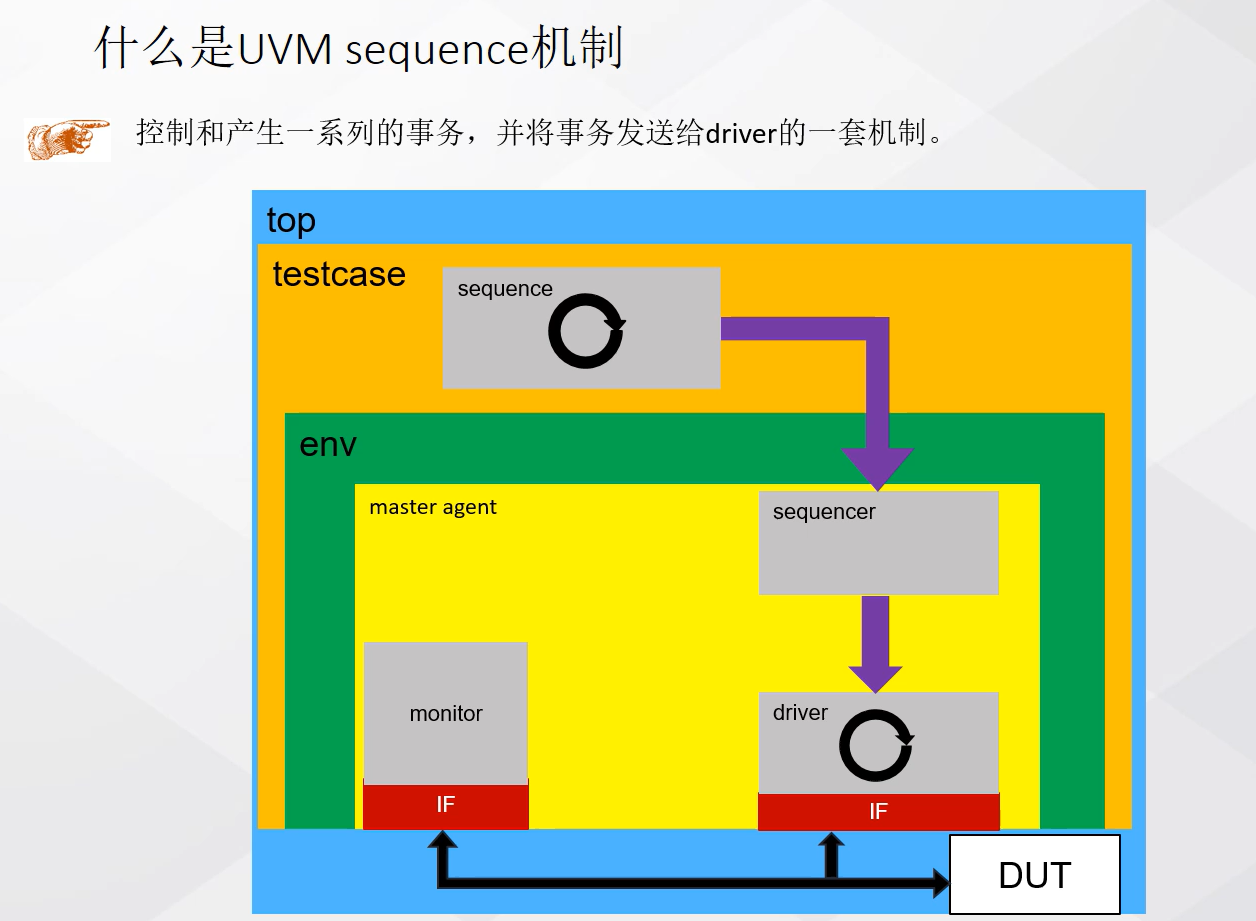 什么是UVM sequence机制
控制和产生一系列的事务，并将事务发送给driver的一套机制。
top
testcase
sequence
env
master agent
sequencer
monitor
driver
IF
IF
DUT